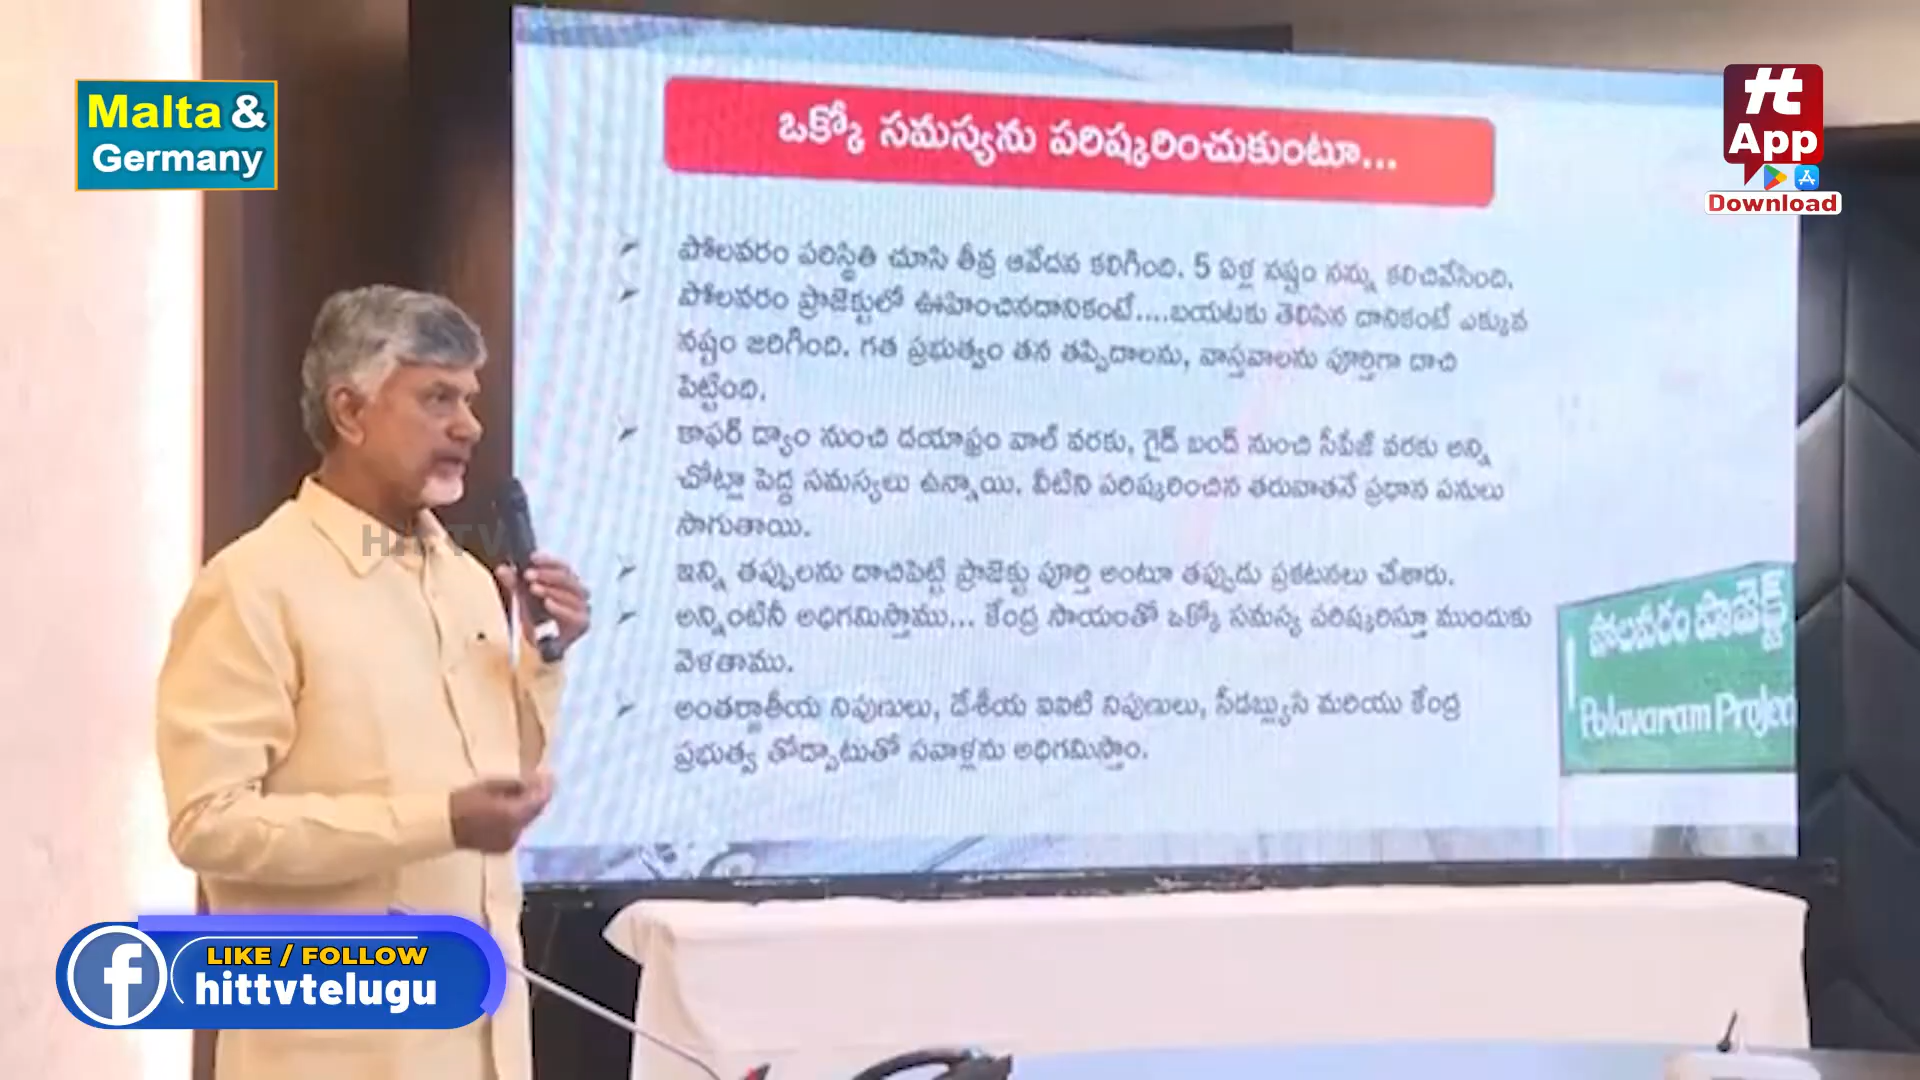 Malta &
Germany
App
Download
ఒక్కో సమస్యను పరిష్కరించుకుంటూ...
పోలవరం పరిస్థితి చూసి తీవ్ర ఆవేదన కలిగింది. 5 ఏళ్ల నష్టం నన్ను కలిచివేసింది.
పోలవరం ప్రాజెక్టులో ఊహించినదానికంటే....బయటకు తెలిసిన దానికంటే ఎక్కువ
నష్టం జరిగింది. గత ప్రభుత్వం తన తప్పిదాలను, వాస్తవాలను పూర్తిగా దాచి
పెట్టింది.
కాఫర్ డ్యాం నుంచి డయాఫ్రం వాల్ వరకు, గైడ్ బండ్ నుంచి సీపేజ్ వరకు అన్ని
చోట్లా పెద్ద సమస్యలు ఉన్నాయి. వీటిని పరిష్కరించిన తరువాతనే ప్రధాన పనులు
సాగుతాయి.
ఇన్ని తప్పులను దాచిపెట్టి ప్రాజెక్టు పూర్తి అంటూ తప్పుడు ప్రకటనలు చేశారు.
అన్నింటినీ అధిగమిస్తాము... కేంద్ర సాయంతో ఒక్కో సమస్య పరిష్కరిస్తూ ముందుకు
వెళతాము.
అంతర్జాతీయ నిపుణులు, దేశీయ ఐఐటి నిపుణులు, సీడబ్ల్యుసి మరియు కేంద్ర
ప్రభుత్వ తోడ్పాటుతో సవాళ్లను అధిగమిస్తాం.
పోలవరం ప్రాజెక్ట్
Polavaram Projec
HIT TV
LIKE / FOLLOW
hittvtelugu